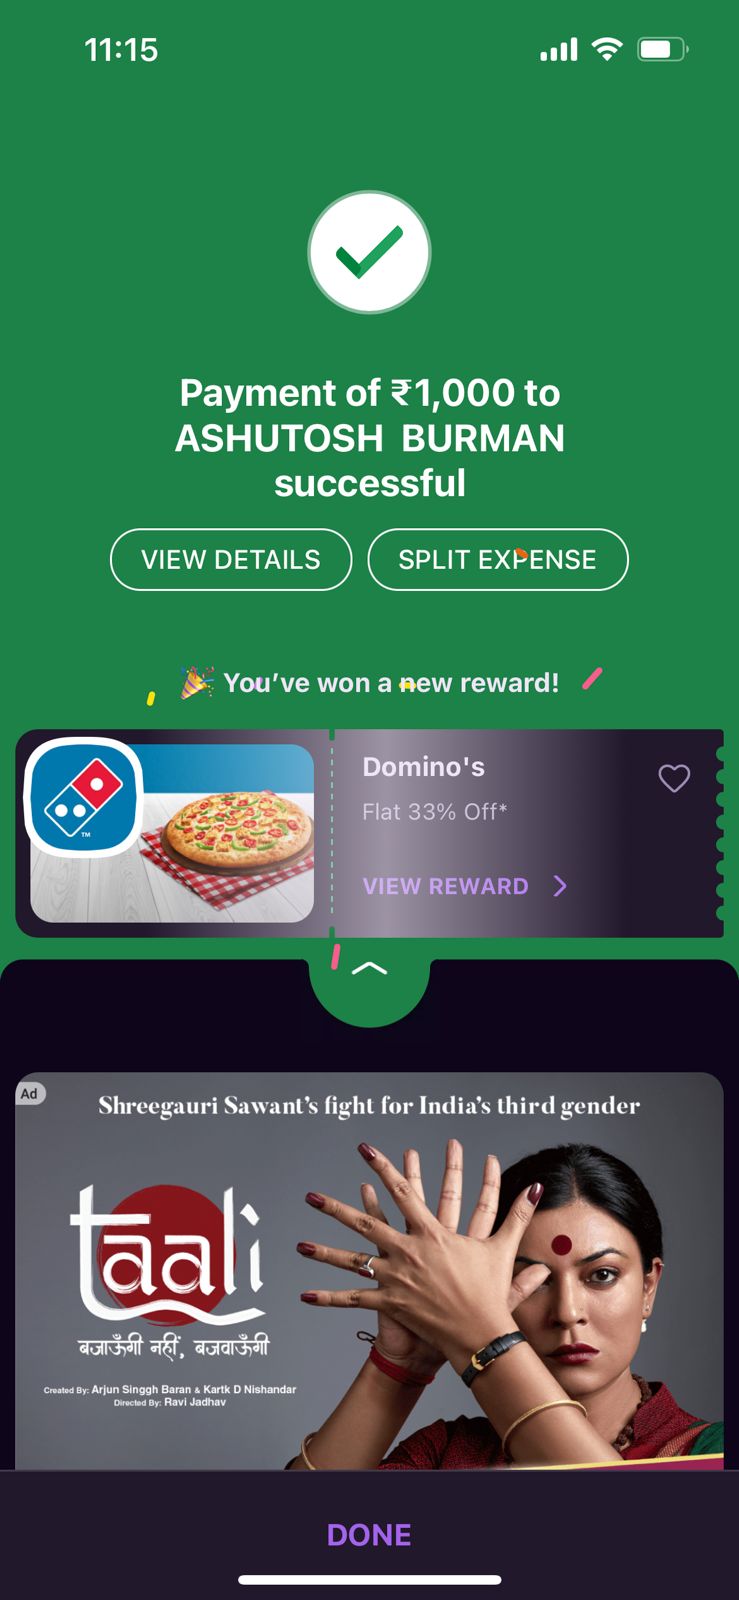 11:15
Payment of ₹1,000 to
ASHUTOSH BURMAN
successful
VIEW DETAILS
SPLIT EXPENSE
🎉 You’ve won a new reward!
Domino's
Flat 33% Off*
VIEW REWARD
TM
Ad
Shreegauri Sawant’s fight for India’s third gender
taali
बजाऊँगी नहीं, बजवाऊँगी
Created By: Arjun Singgh Baran & Kartk D Nishandar
Directed By: Ravi Jadhav
DONE